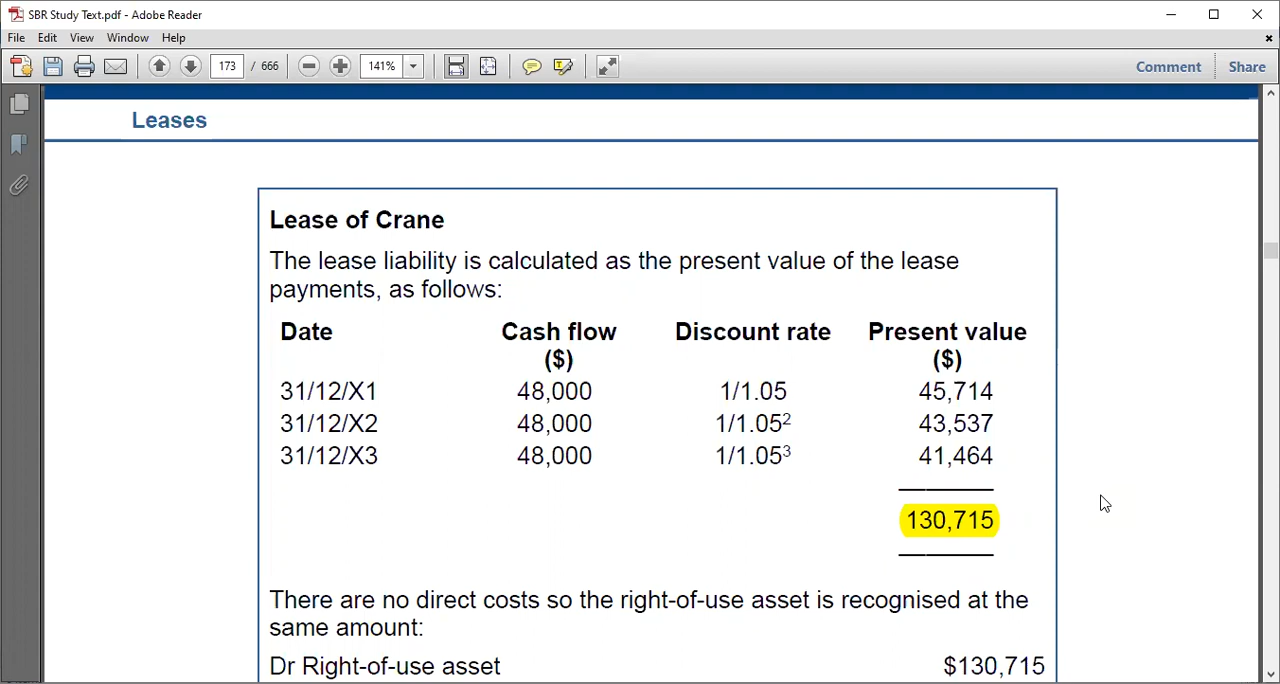 SBR Study Text.pdf - Adobe Reader
File Edit View Window Help
173 / 666 141% Comment Share
Leases
Lease of Crane
The lease liability is calculated as the present value of the lease
payments, as follows:
Date Cash flow Discount rate Present value
($) ($)
31/12/X1 48,000 1/1.05 45,714
31/12/X2 48,000 1/1.05² 43,537
31/12/X3 48,000 1/1.05³ 41,464
130,715
There are no direct costs so the right-of-use asset is recognised at the
same amount:
Dr Right-of-use asset $130,715